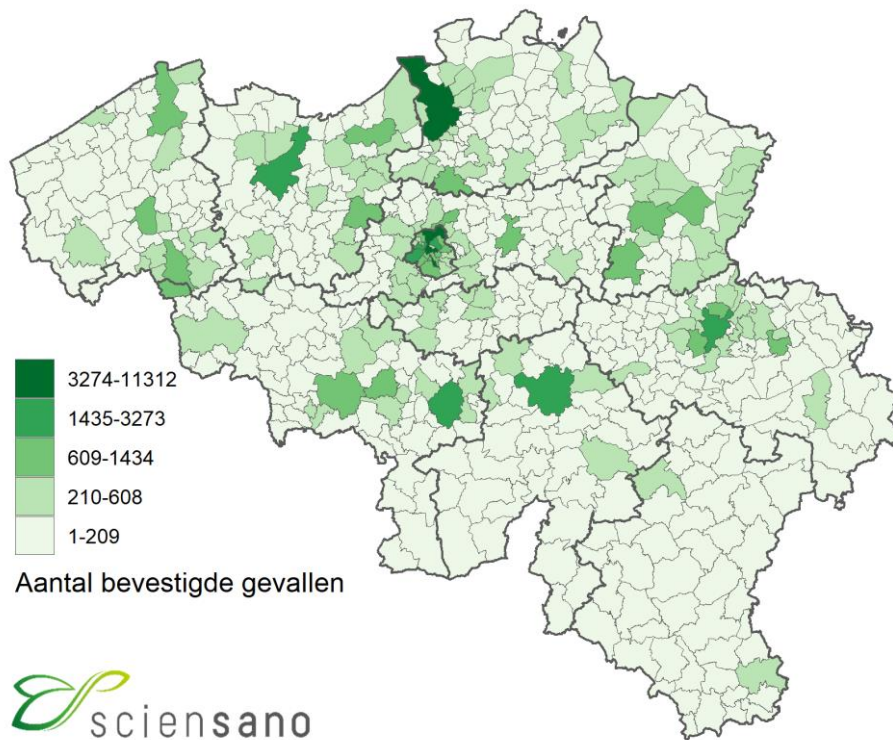 3274-11312
1435-3273
609-1434
210-608
1-209
Aantal bevestigde gevallen
sciensano